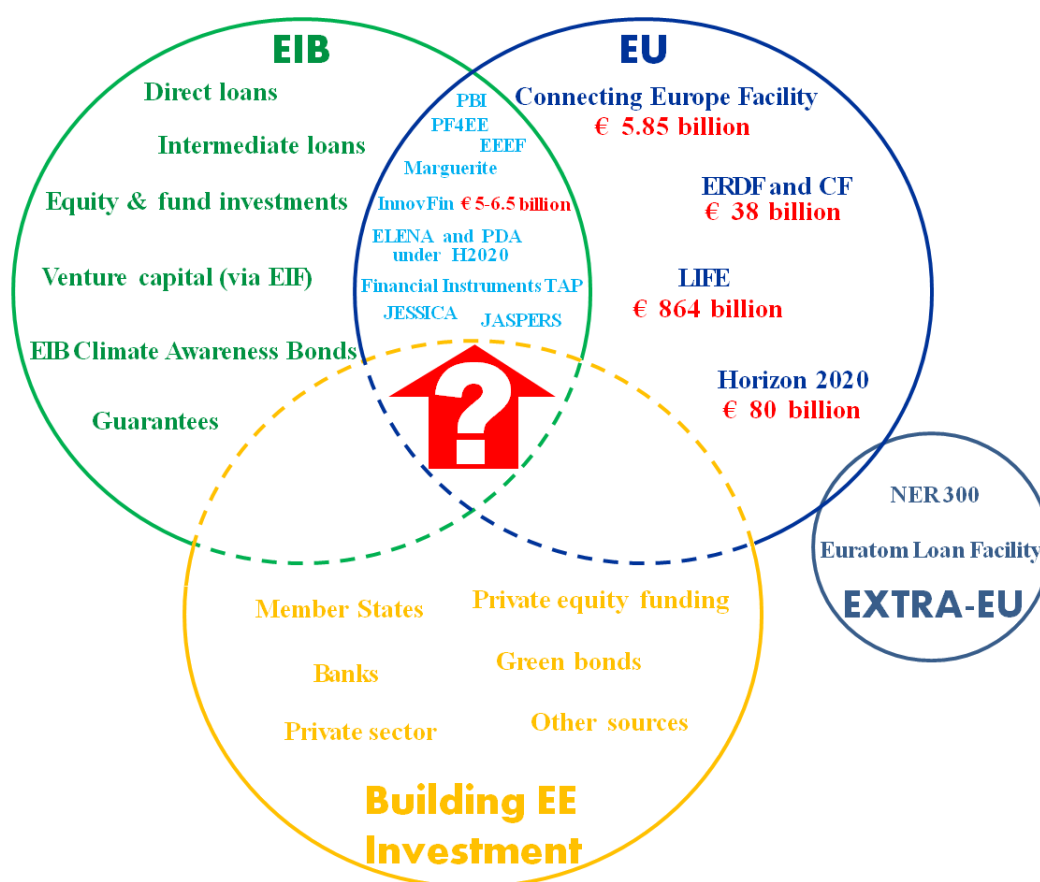 EIB
Direct loans
Intermediate loans
Equity & fund investments
Venture capital (via EIF)
EIB Climate Awareness Bonds
Guarantees
PBI
PF4EE
EEEF
Marguerite
InnovFin € 5-6.5 billion
ELENA and PDA
under H2020
Financial Instruments TAP
JESSICA
JASPERS
?
EU
Connecting Europe Facility
€ 5.85 billion
ERDF and CF
€ 38 billion
LIFE
€ 864 billion
Horizon 2020
€ 80 billion
NER 300
Euratom Loan Facility
EXTRA-EU
Member States
Private equity funding
Banks
Green bonds
Private sector
Other sources
Building EE
Investment